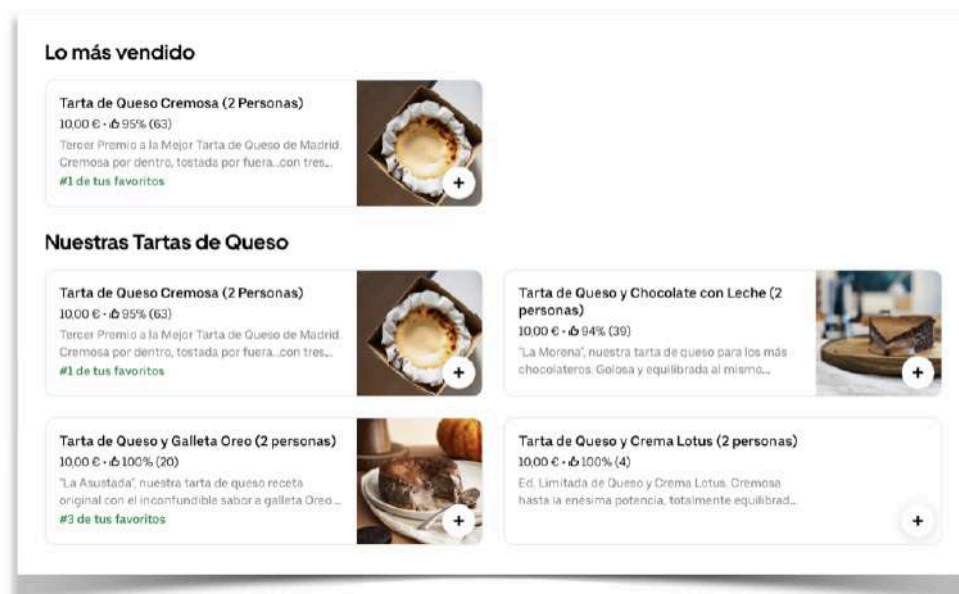 Lo más vendido
Tarta de Queso Cremosa (2 Personas)
10,00 € · 95% (63)
Tercer Premio a la Mejor Tarta de Queso de Madrid.
Cremosa por dentro, tostada por fuera...con tres...
#1 de tus favoritos
Nuestras Tartas de Queso
Tarta de Queso Cremosa (2 Personas)
10,00 € · 95% (63)
Tercer Premio a la Mejor Tarta de Queso de Madrid.
Cremosa por dentro, tostada por fuera...con tres...
#1 de tus favoritos
Tarta de Queso y Chocolate con Leche (2
personas)
10,00 € · 94% (39)
"La Morena", nuestra tarta de queso para los más
chocolateros. Golosa y equilibrada al mismo...
Tarta de Queso y Galleta Oreo (2 personas)
10,00 € · 100% (20)
"La Asustada", nuestra tarta de queso receta
original con el inconfundible sabor a galleta Oreo...
#3 de tus favoritos
Tarta de Queso y Crema Lotus (2 personas)
10,00 € · 100% (4)
Ed. Limitada de Queso y Crema Lotus. Cremosa
hasta la enésima potencia, totalmente equilibrad...